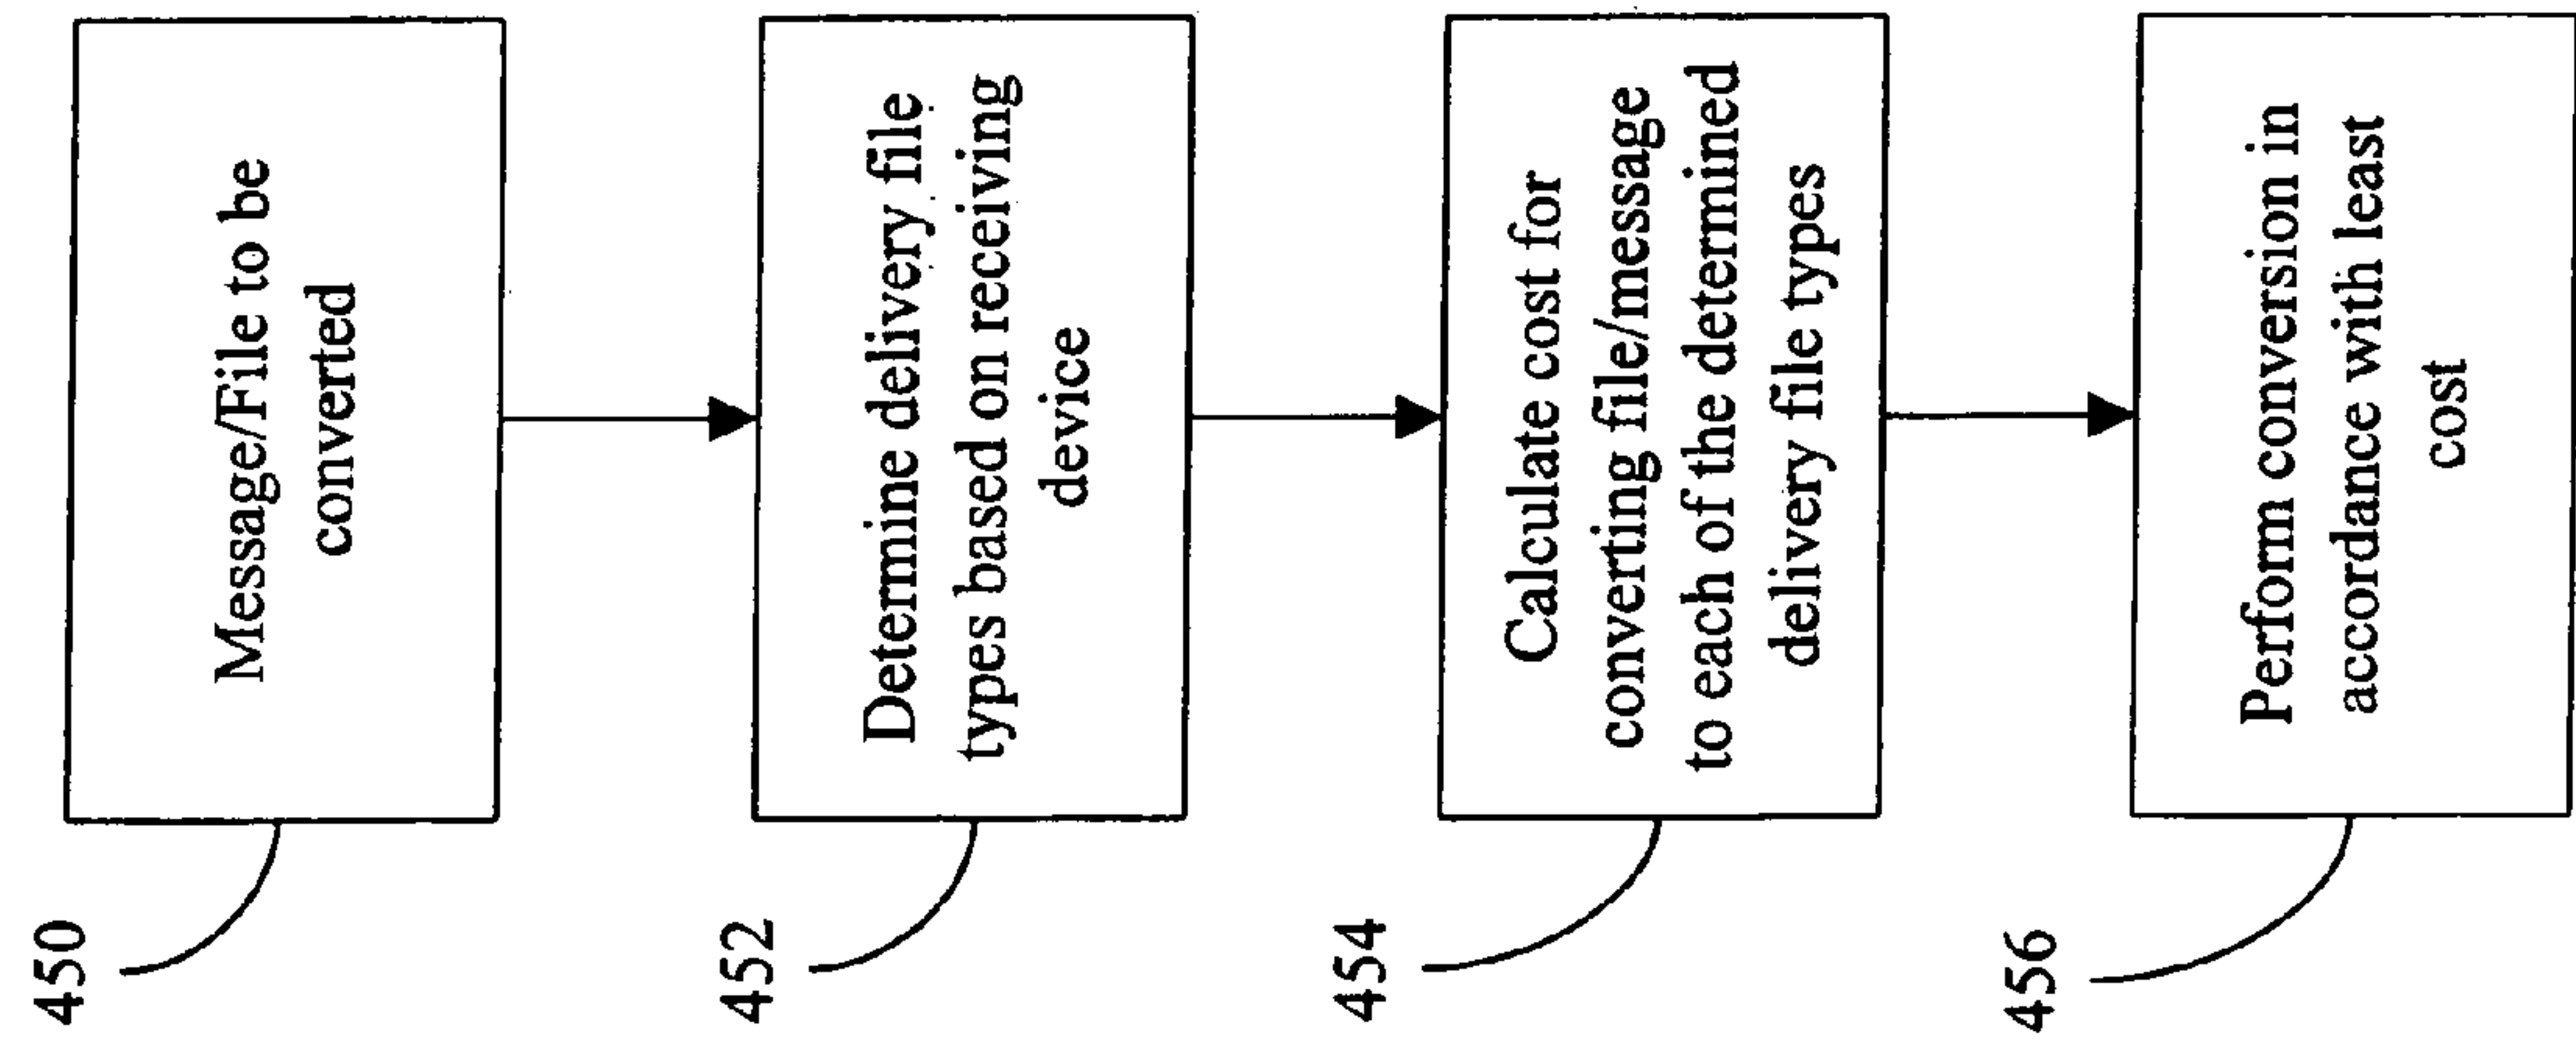 450
Message/File to be
converted
452
Determine delivery file
types based on receiving
device
454
Calculate cost for
converting file/message
to each of the determined
delivery file types
456
Perform conversion in
accordance with least
cost